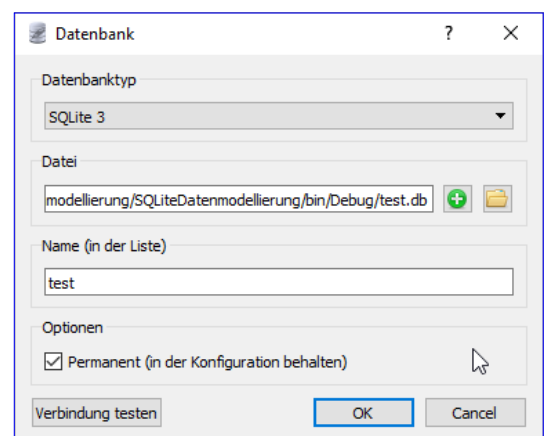 Datenbank ?
Datenbanktyp
SQLite 3
Datei
modellierung/SQLiteDatenmodellierung/bin/Debug/test.db
Name (in der Liste)
test
Optionen
Permanent (in der Konfiguration behalten)
Verbindung testen OK Cancel